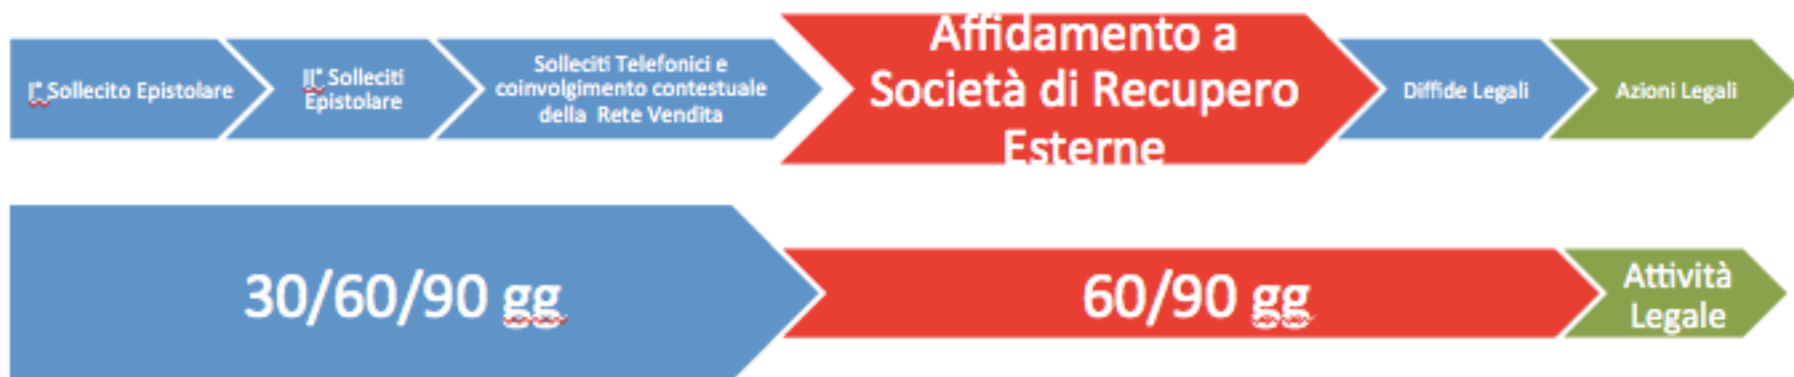 I° Sollecito Epistolare
II° Solleciti
Epistolare
Solleciti Telefonici e
coinvolgimento contestuale
della Rete Vendita
Affidamento a
Società di Recupero
Esterne
Diffide Legali
Azioni Legali
30/60/90 gg
60/90 gg
Attività
Legale